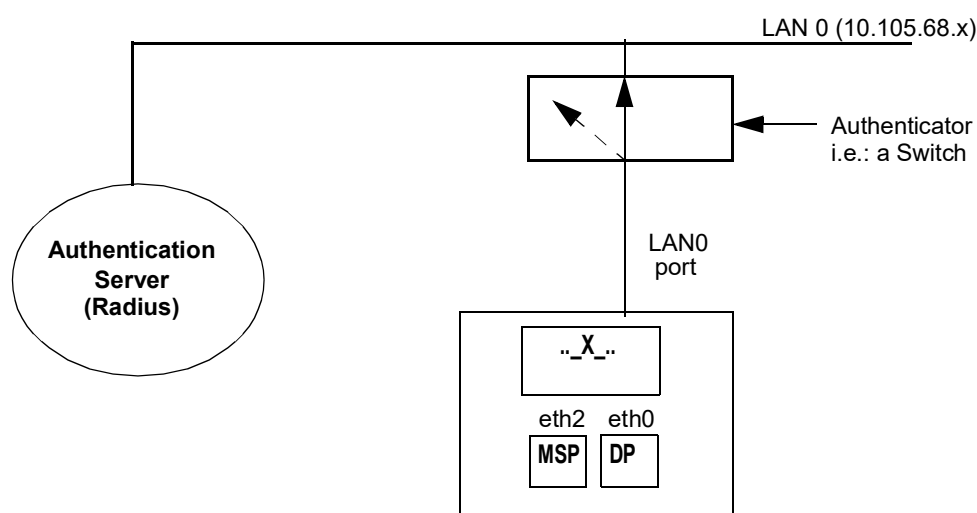 LAN 0 (10.105.68.x)
Authenticator
i.e.: a Switch
Authentication
Server
(Radius)
LAN0
port
.._X_..
eth2 eth0
MSP DP